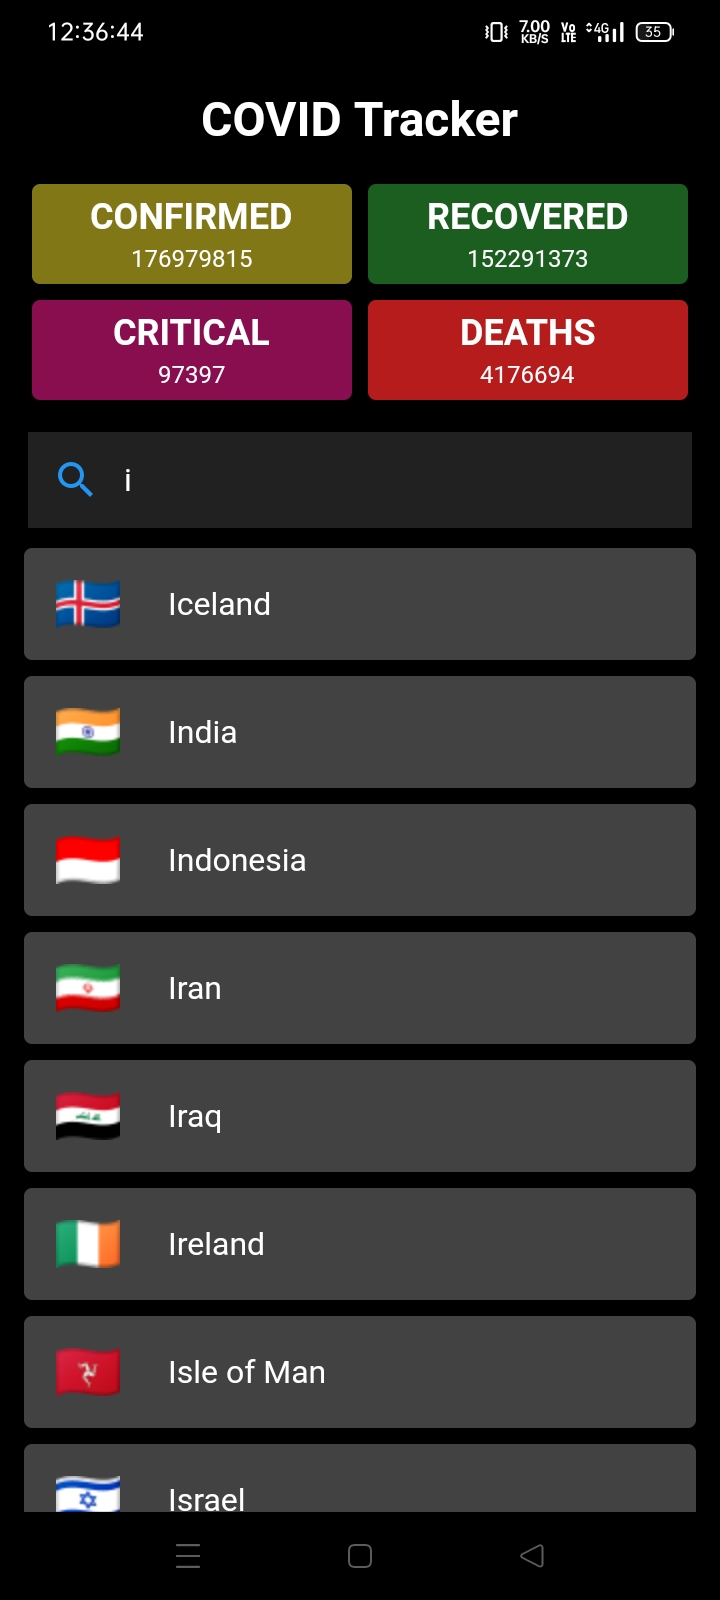 12:36:44
7.00 KB/S Vo LTE 4G 35
COVID Tracker
CONFIRMED
176979815
RECOVERED
152291373
CRITICAL
97397
DEATHS
4176694
i
Iceland
India
Indonesia
Iran
Iraq
Ireland
Isle of Man
Israel